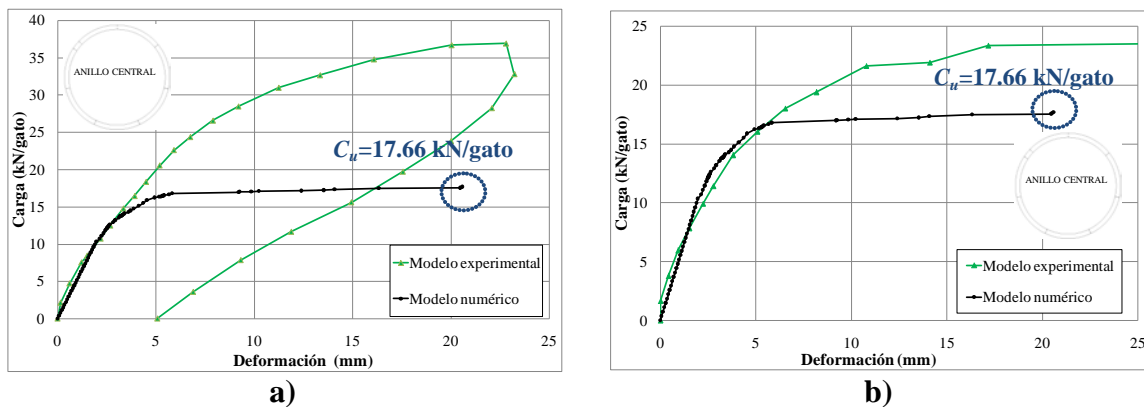 40
35
30
25
20
15
10
5
0
Carga (kN/gato)
ANILLO CENTRAL
Cu=17.66 kN/gato
Modelo experimental
Modelo numérico
0 5 10 15 20 25
Deformación (mm)
a)
25
20
15
10
5
0
Carga (kN/gato)
Cu=17.66 kN/gato
ANILLO CENTRAL
Modelo experimental
Modelo numérico
0 5 10 15 20 25
Deformación (mm)
b)